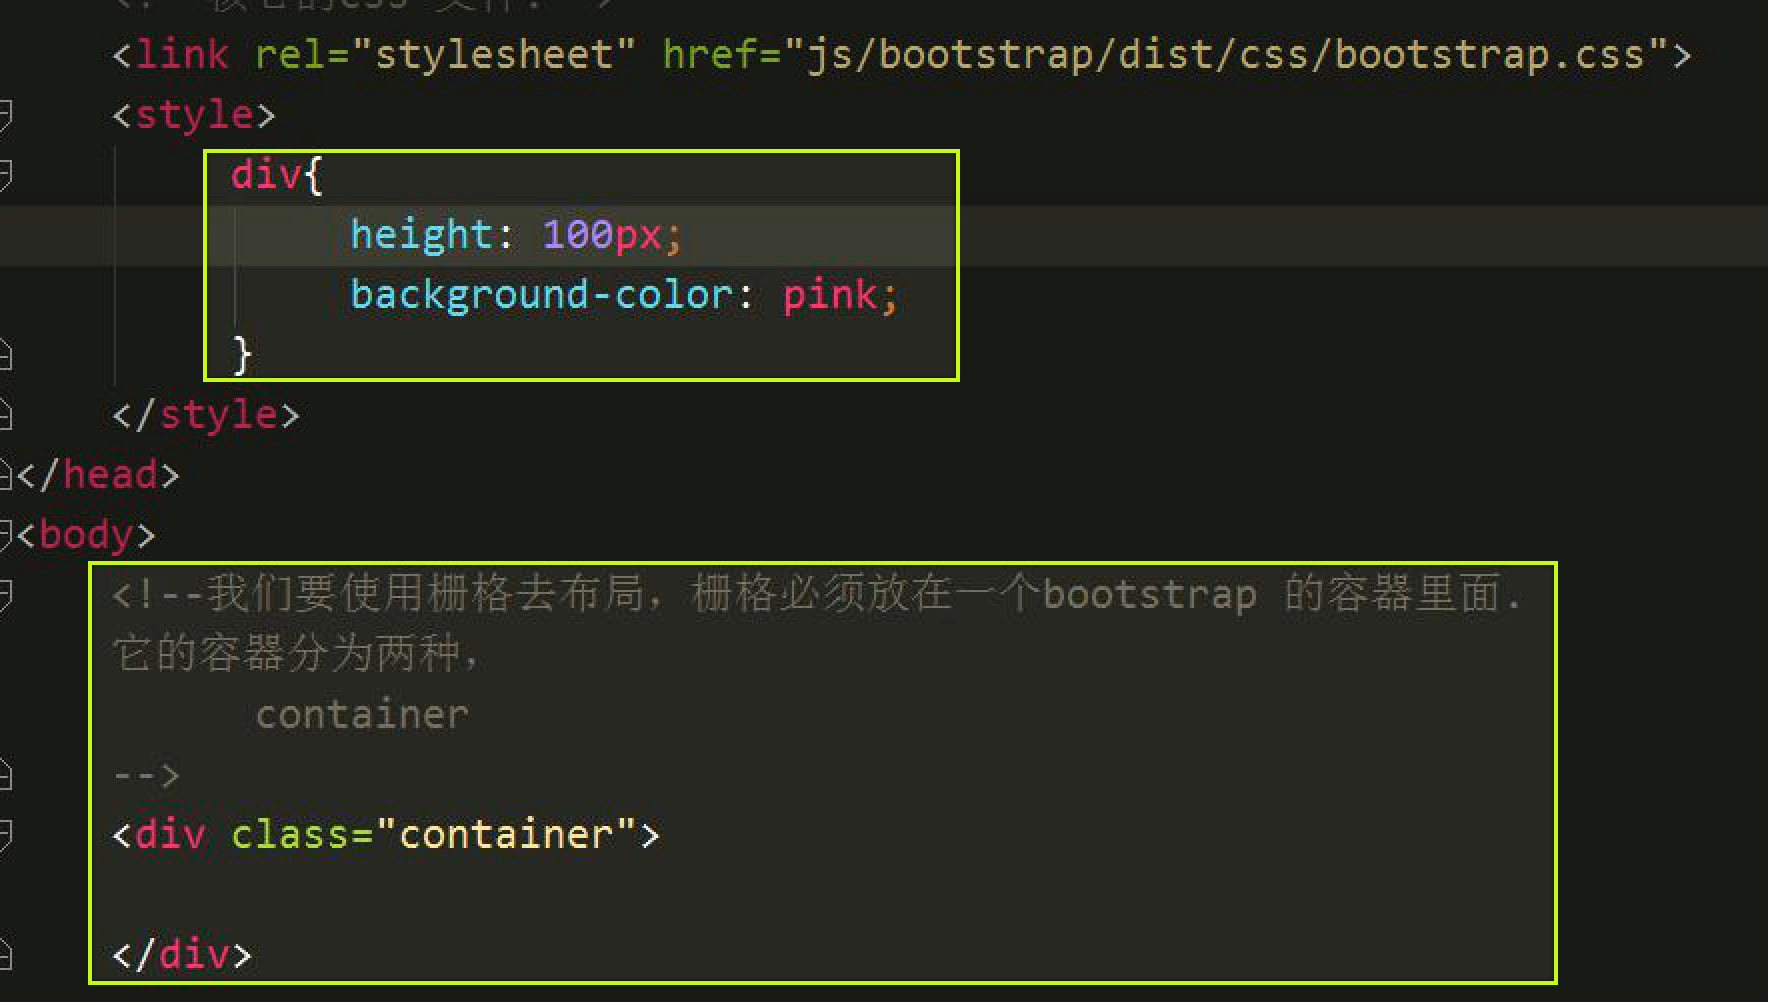 <link rel="stylesheet" href="js/bootstrap/dist/css/bootstrap.css">
<style>
div{
height: 100px;
background-color: pink;
}
</style>
</head>
<body>
<!--我们要使用栅格去布局，栅格必须放在一个bootstrap 的容器里面.
它的容器分为两种，
container
-->
<div class="container">
</div>